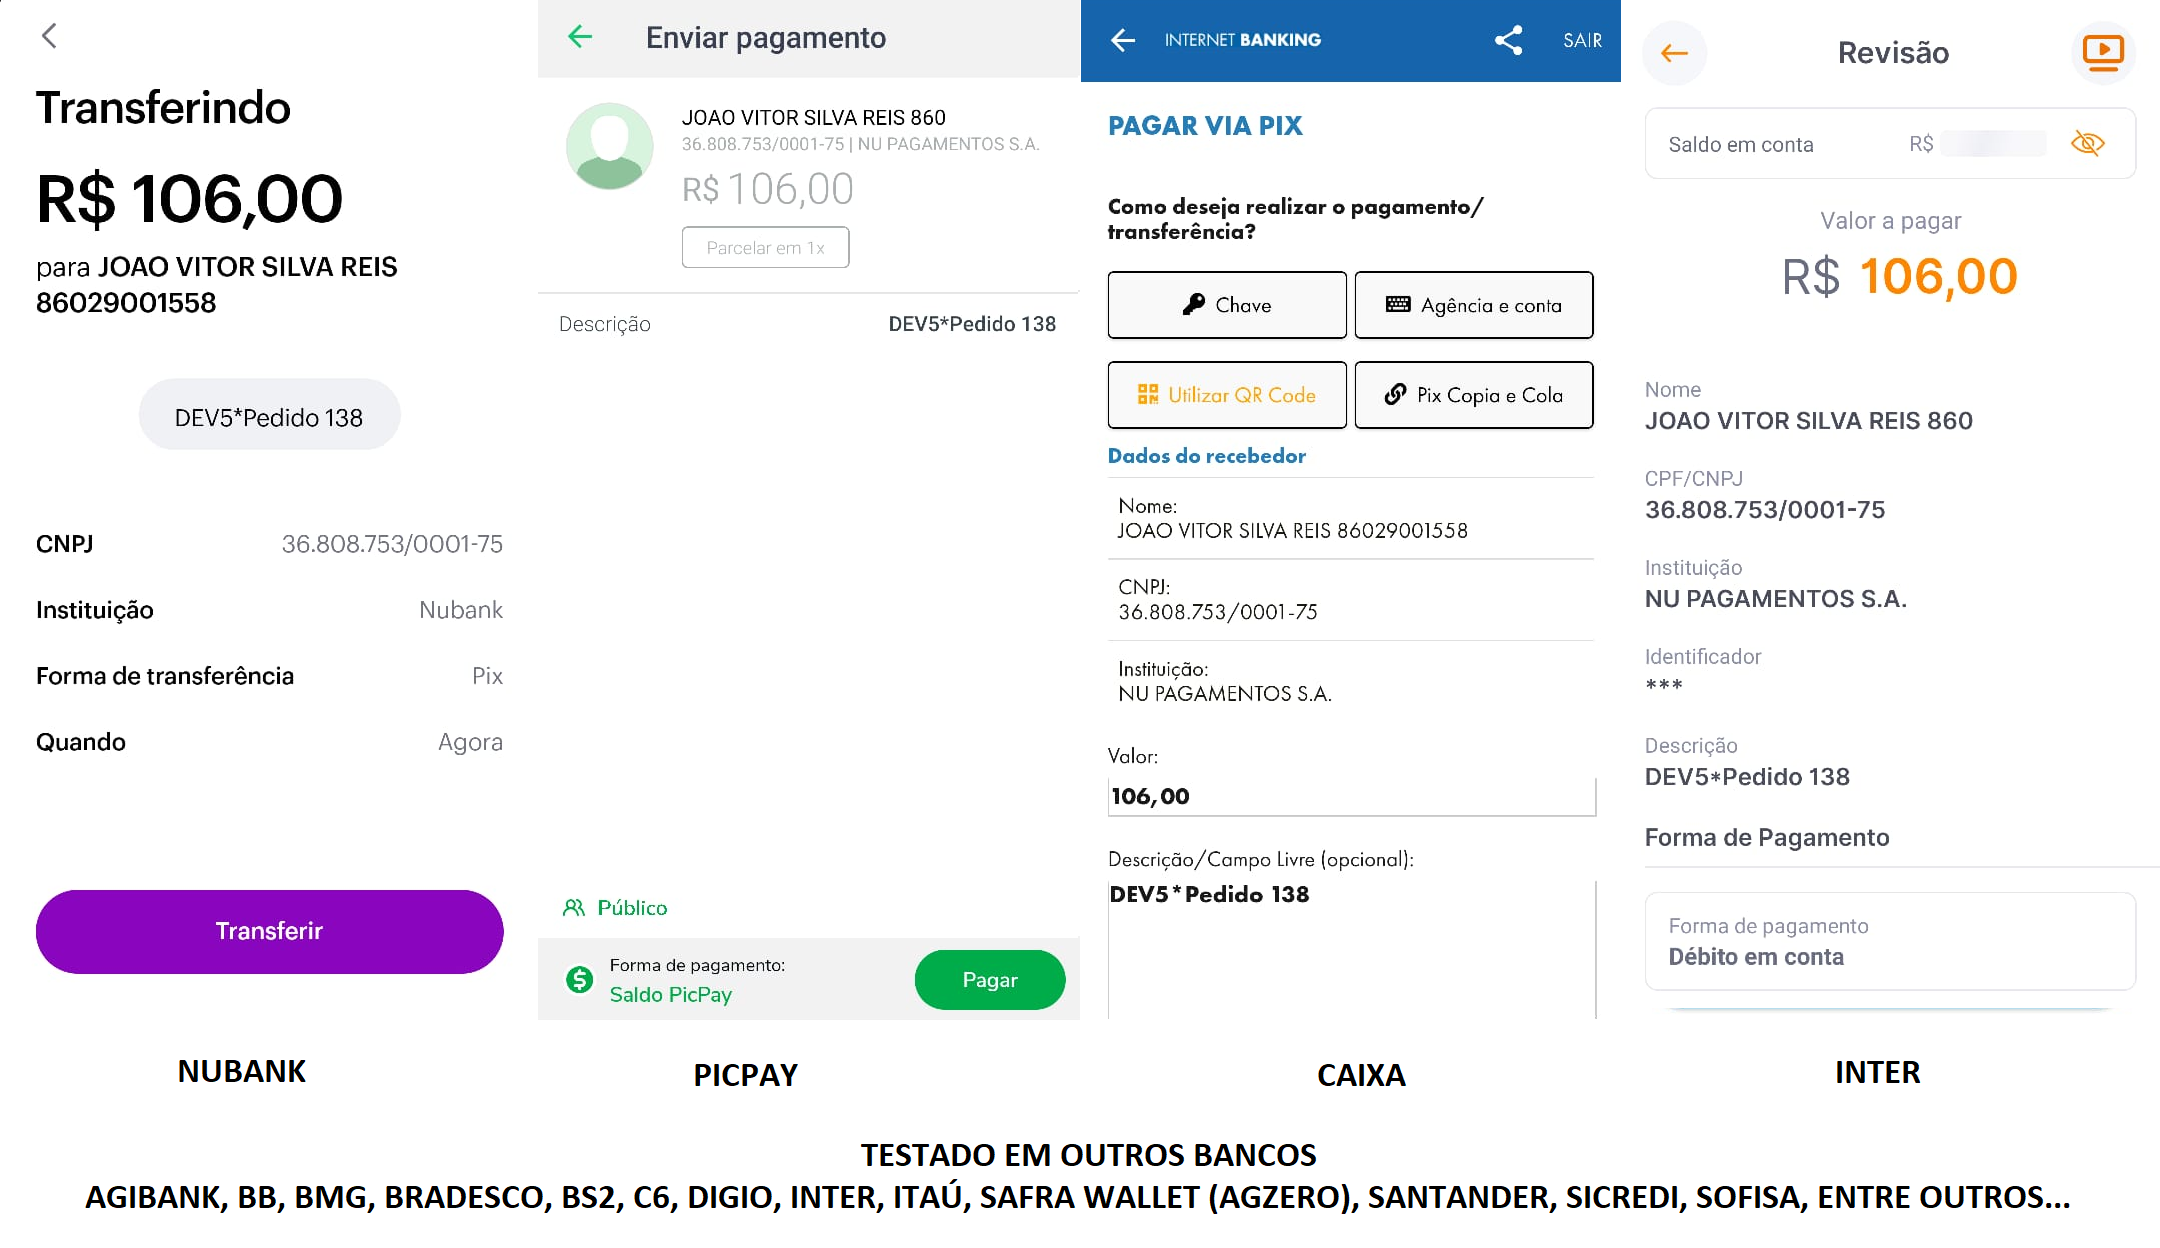 Transferindo
R$ 106,00
para JOAO VITOR SILVA REIS
86029001558
DEV5*Pedido 138
CNPJ 36.808.753/0001-75
Instituição Nubank
Forma de transferência Pix
Quando Agora
Transferir
NUBANK
Enviar pagamento
JOAO VITOR SILVA REIS 860
36.808.753/0001-75 | NU PAGAMENTOS S.A.
R$ 106,00
Parcelar em 1x
Descrição DEV5*Pedido 138
Público
Forma de pagamento:
Saldo PicPay
Pagar
PICPAY
INTERNET BANKING SAIR
PAGAR VIA PIX
Como deseja realizar o pagamento/
transferência?
Chave Agência e conta
Utilizar QR Code Pix Copia e Cola
Dados do recebedor
Nome:
JOAO VITOR SILVA REIS 86029001558
CNPJ:
36.808.753/0001-75
Instituição:
NU PAGAMENTOS S.A.
Valor:
106,00
Descrição/Campo Livre (opcional):
DEV5*Pedido 138
CAIXA
Revisão
Saldo em conta R$
Valor a pagar
R$ 106,00
Nome
JOAO VITOR SILVA REIS 860
CPF/CNPJ
36.808.753/0001-75
Instituição
NU PAGAMENTOS S.A.
Identificador
***
Descrição
DEV5*Pedido 138
Forma de Pagamento
Forma de pagamento
Débito em conta
INTER
TESTADO EM OUTROS BANCOS
AGIBANK, BB, BMG, BRADESCO, BS2, C6, DIGIO, INTER, ITAÚ, SAFRA WALLET (AGZERO), SANTANDER, SICREDI, SOFISA, ENTRE OUTROS...